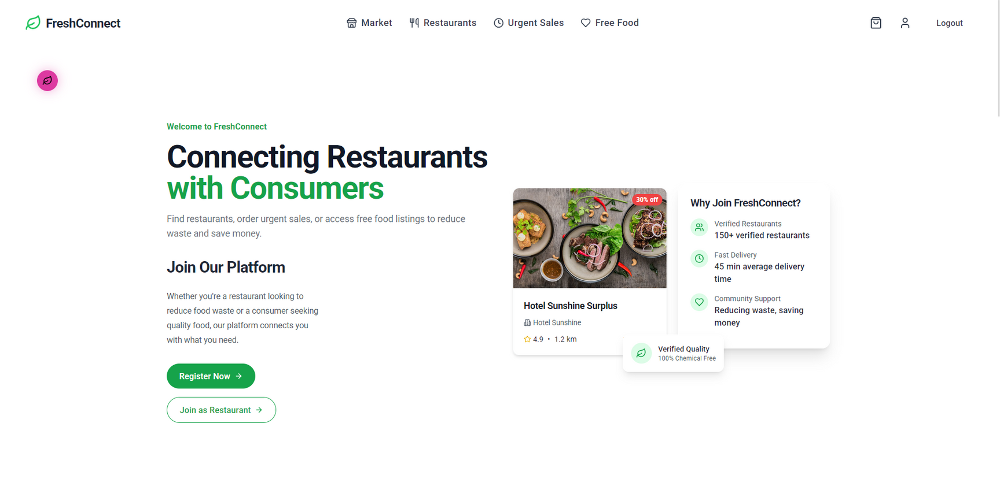 FreshConnect
Market
Restaurants
Urgent Sales
Free Food
Logout
Welcome to FreshConnect
Connecting Restaurants
with Consumers
Find restaurants, order urgent sales, or access free food listings to reduce
waste and save money.
Join Our Platform
Whether you're a restaurant looking to
reduce food waste or a consumer seeking
quality food, our platform connects you
with what you need.
Register Now
Join as Restaurant
30% off
Hotel Sunshine Surplus
Hotel Sunshine
4.9 • 1.2 km
Why Join FreshConnect?
Verified Restaurants
150+ verified restaurants
Fast Delivery
45 min average delivery
time
Community Support
Reducing waste, saving
money
Verified Quality
100% Chemical Free